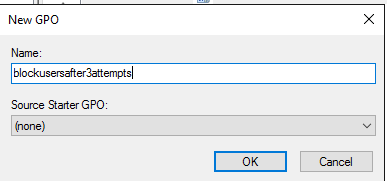 New GPO
Name:
blockusersafter3attempts
Source Starter GPO:
(none)
OK
Cancel